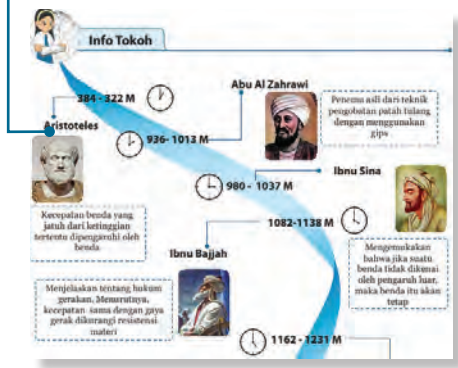 Info Tokoh
384 - 322 M
Aristoteles
Kecepatan benda yang
jatuh dari ketinggian
tertentu dipengaruhi oleh
benda
Abu Al Zahrawi
936- 1013 M
Penemu asli dari teknik
pengobatan patah tulang
dengan menggunakan
gips
980 - 1037 M
Ibnu Sina
Mengemukakan
bahwa jika suatu
benda tidak dikenai
oleh pengaruh luar,
maka benda itu akan
tetap
1082-1138 M
Ibnu Bajjah
Menjelaskan tentang hukum
gerakan. Menurutnya,
kecepatan sama dengan gaya
gerak dikurangi resistensi
materi
1162 - 1231 M